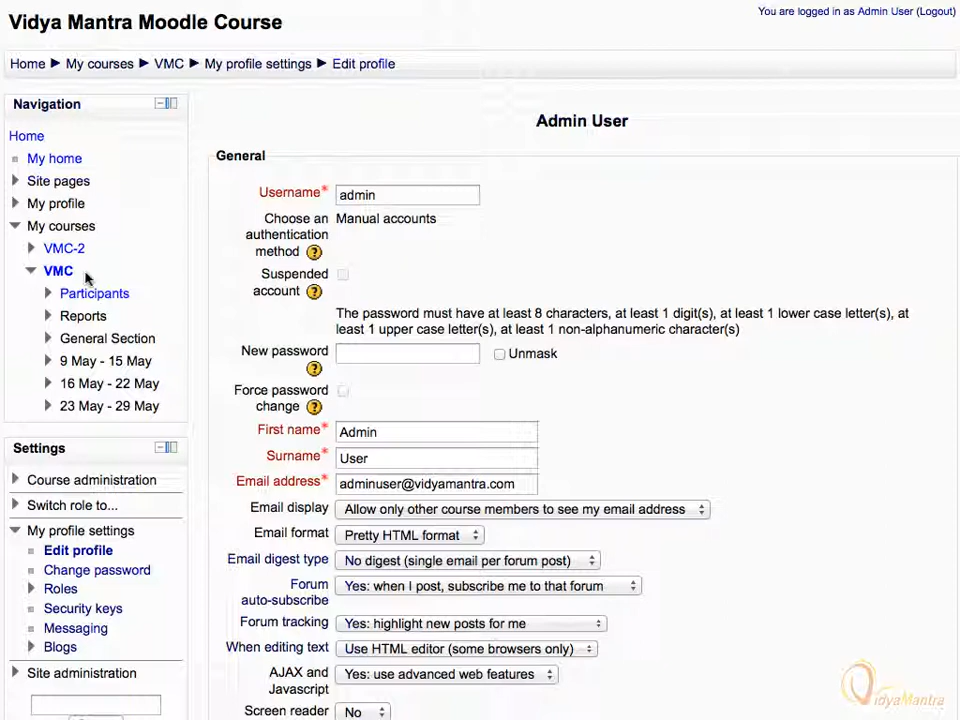 Vidya Mantra Moodle Course
You are logged in as Admin User (Logout)
Home ► My courses ► VMC ► My profile settings ► Edit profile
Navigation
Home
My home
Site pages
My profile
My courses
VMC-2
VMC
Participants
Reports
General Section
9 May - 15 May
16 May - 22 May
23 May - 29 May
Settings
Course administration
Switch role to...
My profile settings
Edit profile
Change password
Roles
Security keys
Messaging
Blogs
Site administration
Admin User
General
Username* admin
Choose an Manual accounts
authentication
method ?
Suspended
account ?
The password must have at least 8 characters, at least 1 digit(s), at least 1 lower case letter(s), at
least 1 upper case letter(s), at least 1 non-alphanumeric character(s)
New password Unmask
?
Force password
change ?
First name* Admin
Surname* User
Email address* adminuser@vidyamantra.com
Email display Allow only other course members to see my email address
Email format Pretty HTML format
Email digest type No digest (single email per forum post)
Forum Yes: when I post, subscribe me to that forum
auto-subscribe
Forum tracking Yes: highlight new posts for me
When editing text Use HTML editor (some browsers only)
AJAX and Yes: use advanced web features
Javascript
Screen reader No
VidyaMantra